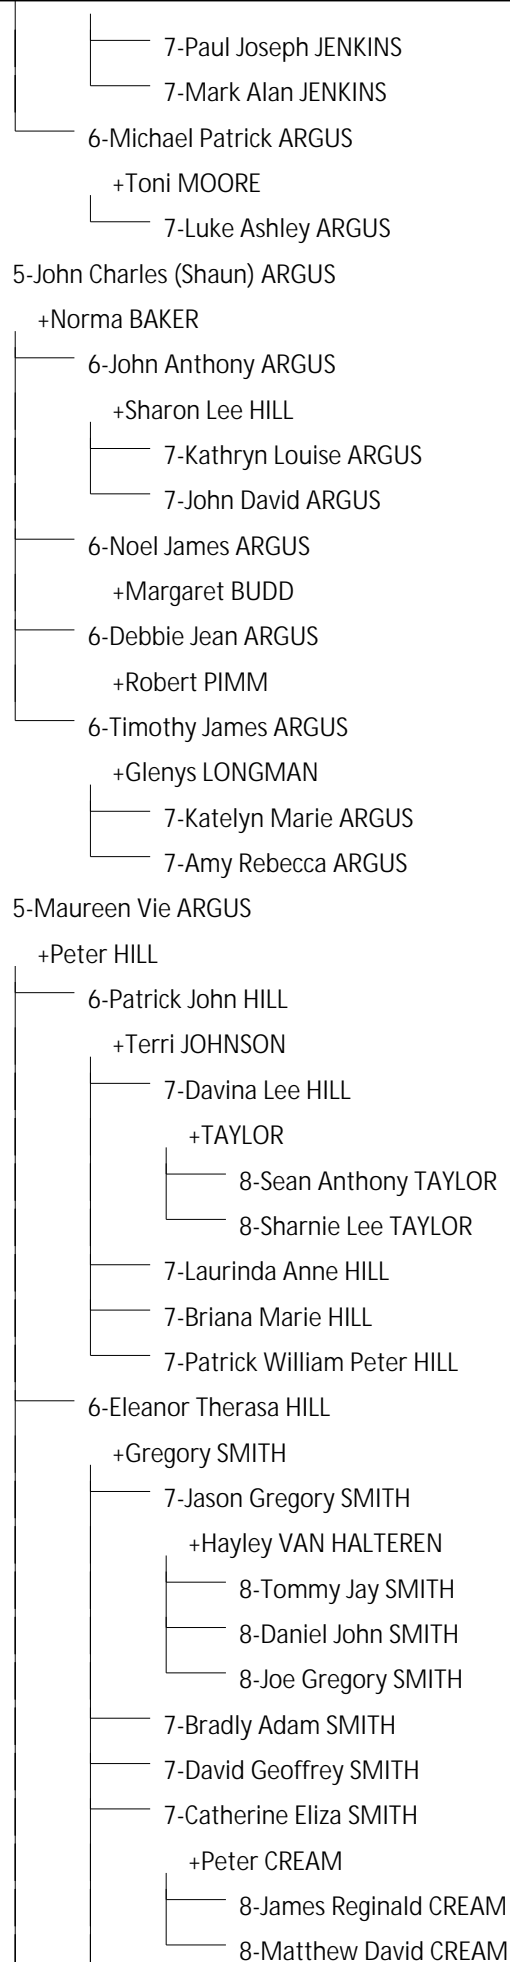 7-Paul Joseph JENKINS
7-Mark Alan JENKINS
6-Michael Patrick ARGUS
+Toni MOORE
7-Luke Ashley ARGUS
5-John Charles (Shaun) ARGUS
+Norma BAKER
6-John Anthony ARGUS
+Sharon Lee HILL
7-Kathryn Louise ARGUS
7-John David ARGUS
6-Noel James ARGUS
+Margaret BUDD
6-Debbie Jean ARGUS
+Robert PIMM
6-Timothy James ARGUS
+Glenys LONGMAN
7-Katelyn Marie ARGUS
7-Amy Rebecca ARGUS
5-Maureen Vie ARGUS
+Peter HILL
6-Patrick John HILL
+Terri JOHNSON
7-Davina Lee HILL
+TAYLOR
8-Sean Anthony TAYLOR
8-Sharnie Lee TAYLOR
7-Laurinda Anne HILL
7-Briana Marie HILL
7-Patrick William Peter HILL
6-Eleanor Therasa HILL
+Gregory SMITH
7-Jason Gregory SMITH
+Hayley VAN HALTEREN
8-Tommy Jay SMITH
8-Daniel John SMITH
8-Joe Gregory SMITH
7-Bradly Adam SMITH
7-David Geoffrey SMITH
7-Catherine Eliza SMITH
+Peter CREAM
8-James Reginald CREAM
8-Matthew David CREAM